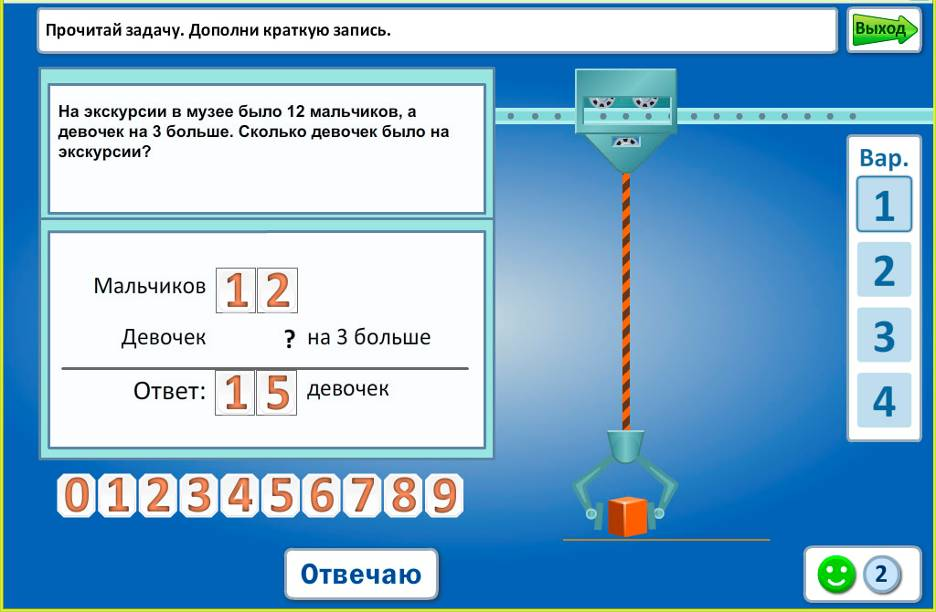 Прочитай задачу. Дополни краткую запись.
Выход
На экскурсии в музее было 12 мальчиков, а
девочек на 3 больше. Сколько девочек было на
экскурсии?
Мальчиков 12
Девочек ? на 3 больше
Ответ: 15 девочек
0 1 2 3 4 5 6 7 8 9
Отвечаю
Вар.
1
2
3
4
2